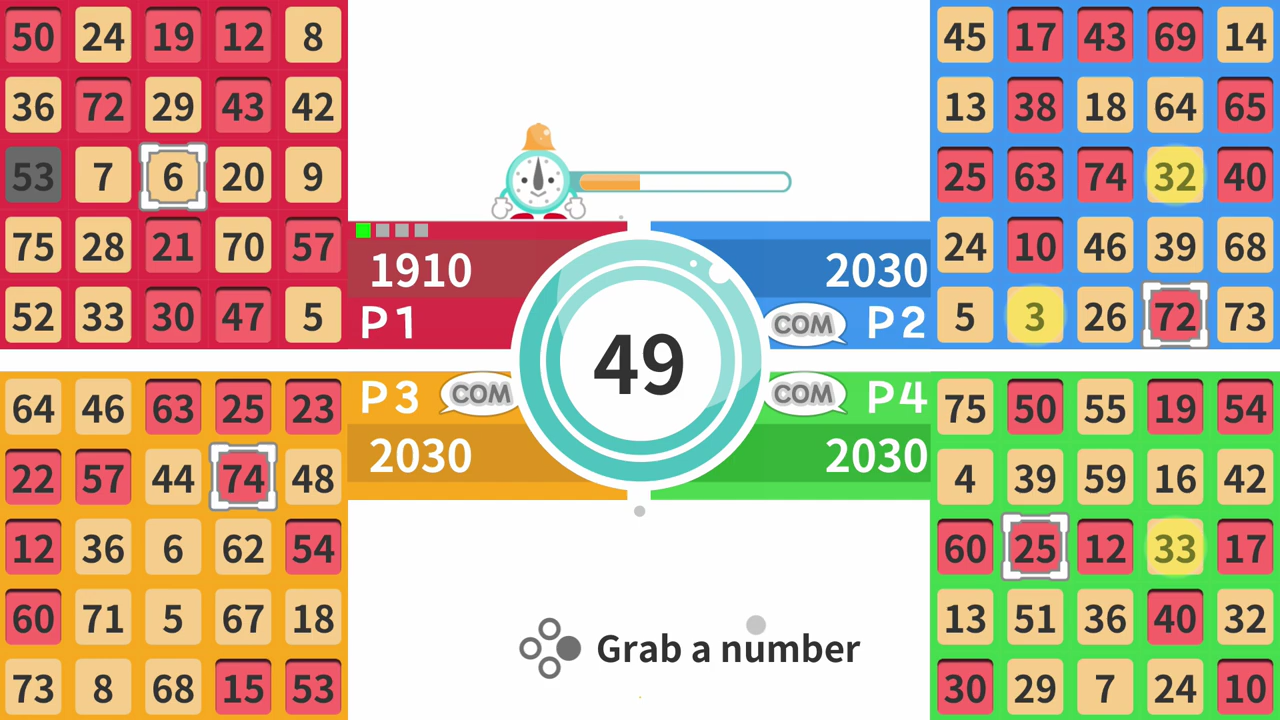 50 24 19 12 8
36 72 29 43 42
53 7 6 20 9
75 28 21 70 57
52 33 30 47 5
45 17 43 69 14
13 38 18 64 65
25 63 74 32 40
24 10 46 39 68
5 3 26 72 73
1910
P1
2030
COM P2
49
P3 COM
2030
COM P4
2030
64 46 63 25 23
22 57 44 74 48
12 36 6 62 54
60 71 5 67 18
73 8 68 15 53
75 50 55 19 54
4 39 59 16 42
60 25 12 33 17
13 51 36 40 32
30 29 7 24 10
Grab a number